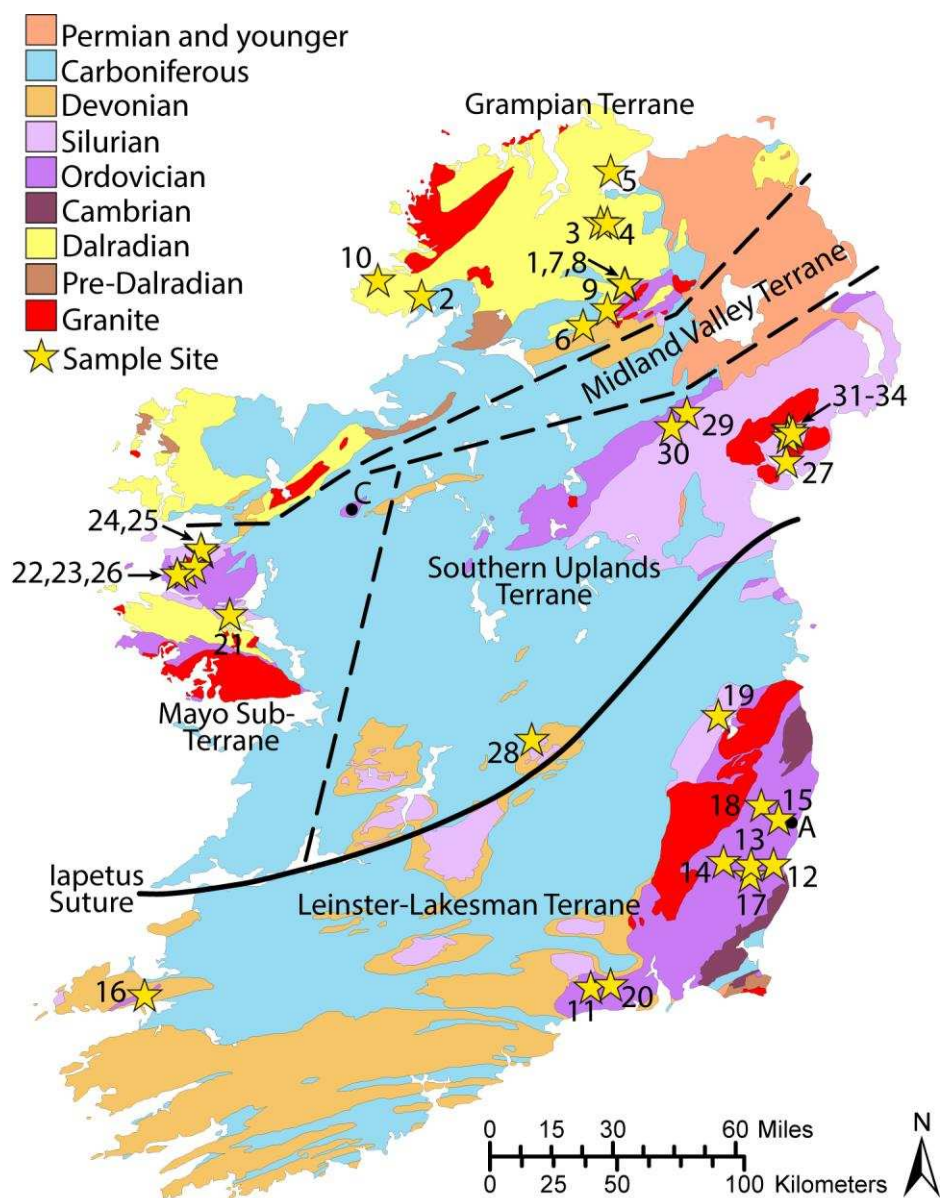 Permian and younger
Carboniferous
Devonian
Silurian
Ordovician
Cambrian
Dalradian
Pre-Dalradian
Granite
Sample Site
Grampian Terrane
5
3
4
10
1,7,8
2
9
6
Midland Valley Terrane
31-34
29
30
27
C
24,25
22,23,26
Southern Uplands
Terrane
21
Mayo Sub-
Terrane
19
28
18
15
A
13
14
12
17
Iapetus
Suture
Leinster-Lakesman Terrane
16
11
20
0 15 30 60 Miles
0 25 50 100
Kilometers
N